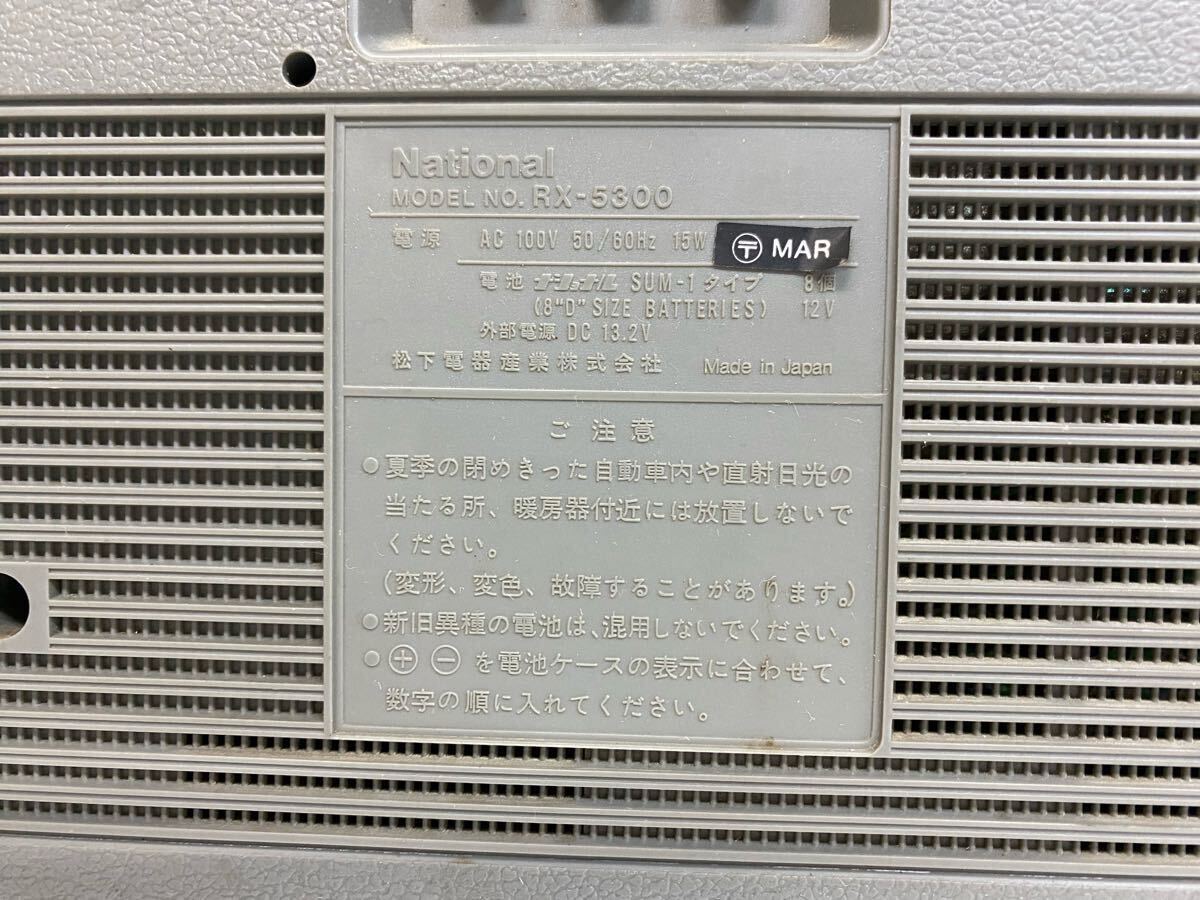 National
MODEL NO. RX-5300
電源 AC 100V 50/60Hz 15W 〒 MAR
電池 ナショナル SUM-1タイプ 8個
(8"D" SIZE BATTERIES) 12V
外部電源 DC 13.2V
松下電器産業株式会社 Made in Japan
ご注意
●夏季の閉めきった自動車内や直射日光の
当たる所、暖房器付近には放置しないで
ください。
(変形、変色、故障することがあります。)
●新旧異種の電池は、混用しないでください。
●⊕⊖を電池ケースの表示に合わせて、
数字の順に入れてください。